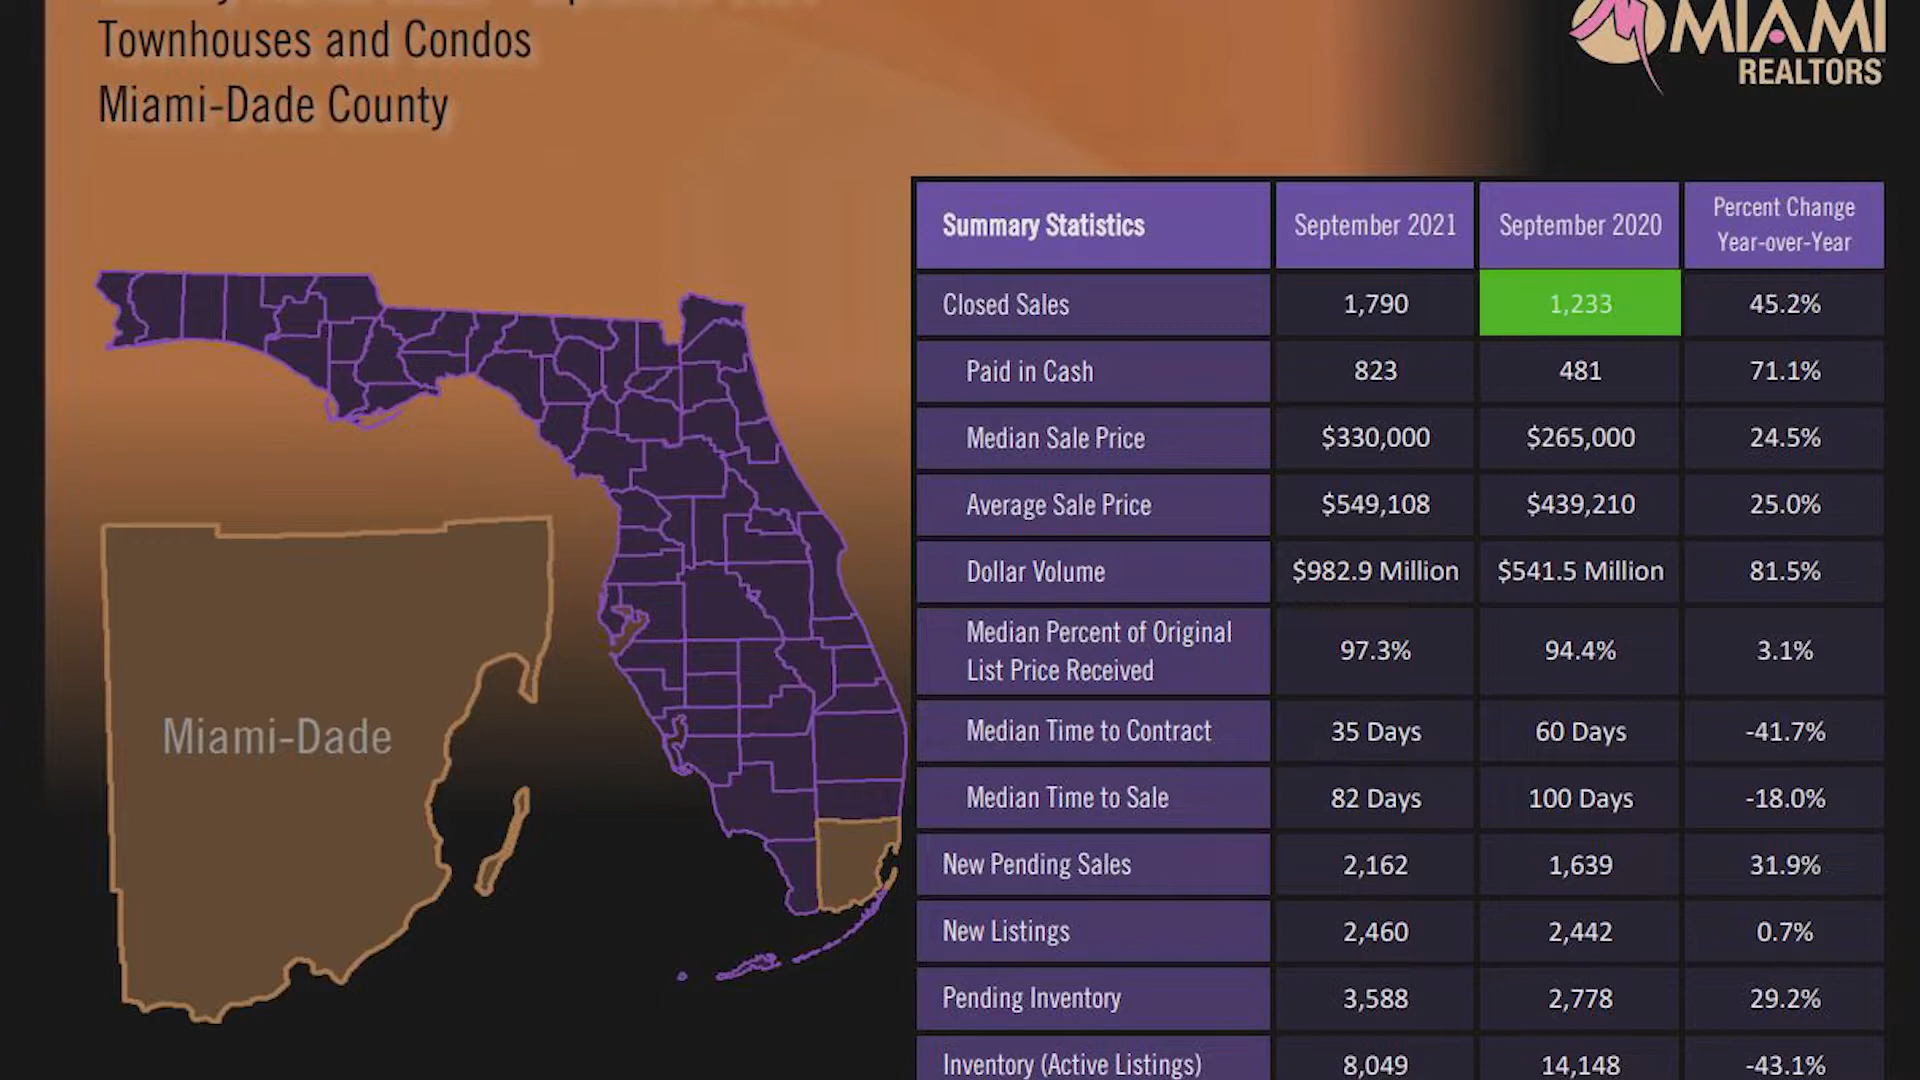 Townhouses and Condos
Miami-Dade County
MIAMI
REALTORS
Summary Statistics September 2021 September 2020 Percent Change Year-over-Year
Closed Sales 1,790 1,233 45.2%
Paid in Cash 823 481 71.1%
Median Sale Price $330,000 $265,000 24.5%
Average Sale Price $549,108 $439,210 25.0%
Dollar Volume $982.9 Million $541.5 Million 81.5%
Median Percent of Original List Price Received 97.3% 94.4% 3.1%
Median Time to Contract 35 Days 60 Days -41.7%
Median Time to Sale 82 Days 100 Days -18.0%
New Pending Sales 2,162 1,639 31.9%
New Listings 2,460 2,442 0.7%
Pending Inventory 3,588 2,778 29.2%
Inventory (Active Listings) 8,049 14,148 -43.1%
Miami-Dade